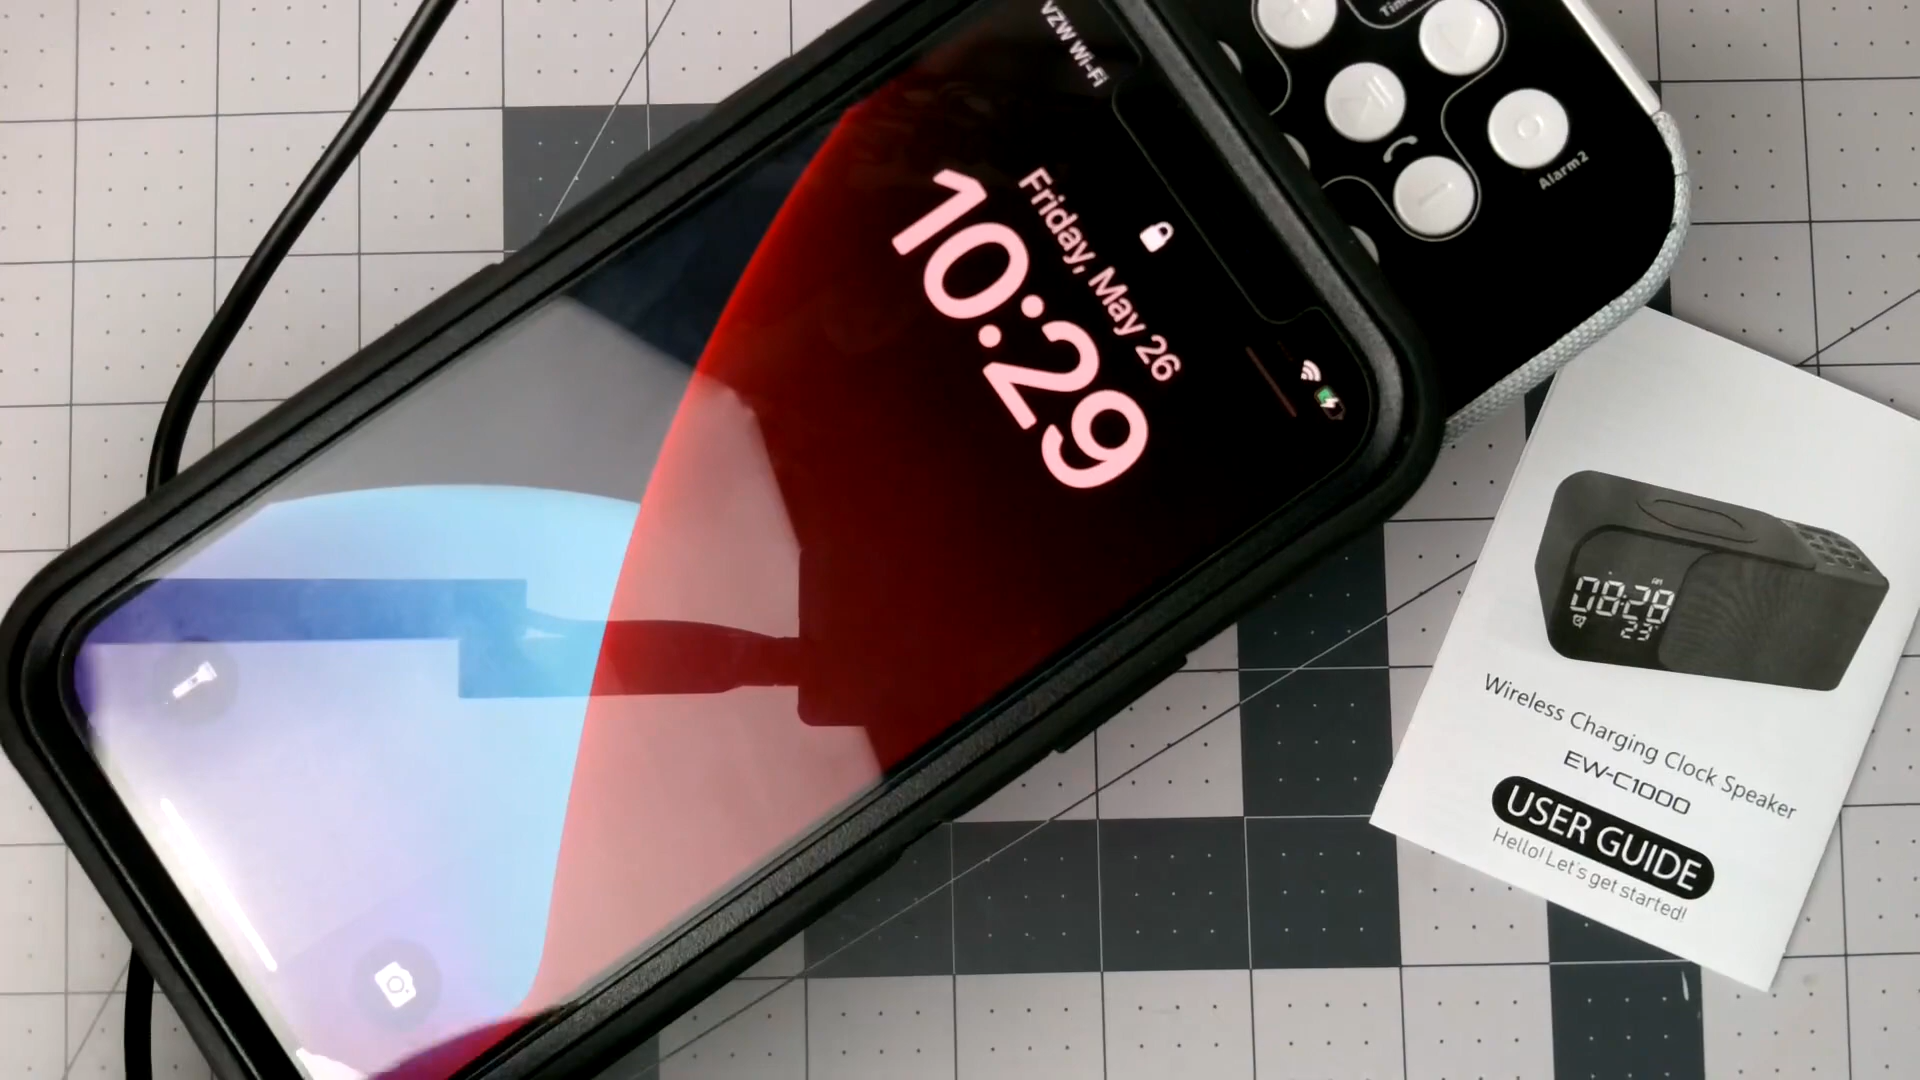 VZW Wi-Fi
Friday, May 26
10:29
Alarm2
08:28
AM
23°
Wireless Charging Clock Speaker
EW-C1000
USER GUIDE
Hello! Let's get started!